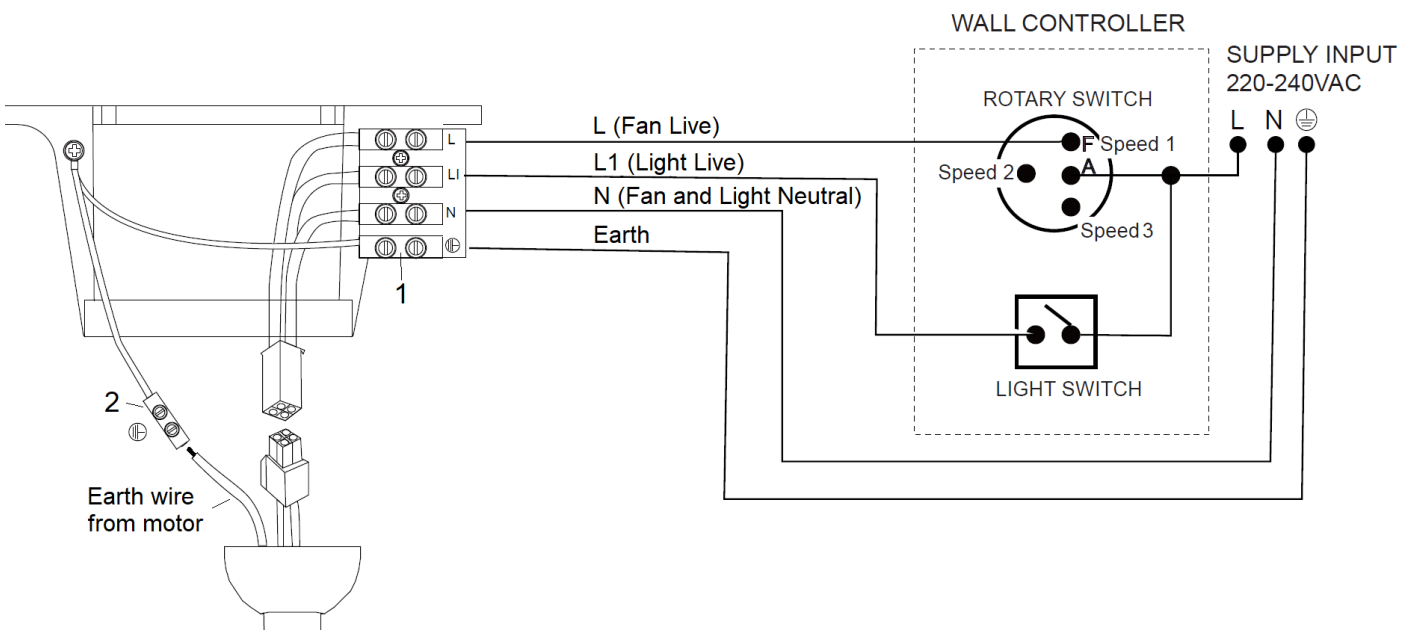 WALL CONTROLLER
SUPPLY INPUT
220-240VAC
L N
ROTARY SWITCH
L (Fan Live)
F Speed 1
L
L1 (Light Live)
Speed 2 A
LI
N (Fan and Light Neutral)
N
Speed 3
Earth
1
LIGHT SWITCH
2
Earth wire
from motor